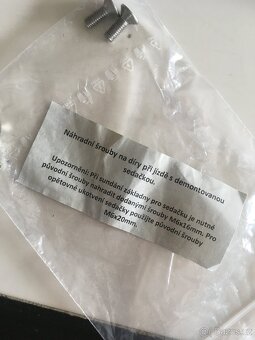 Náhradní šrouby na díry při jízdě s demontovanou
sedačkou.
Upozornění: Při sundání základny pro sedačku je nutné
původní šrouby nahradit dodanými šrouby M6x16mm. Pro
opětovné ukotvení sedačky použijte původní šrouby
M6x20mm.